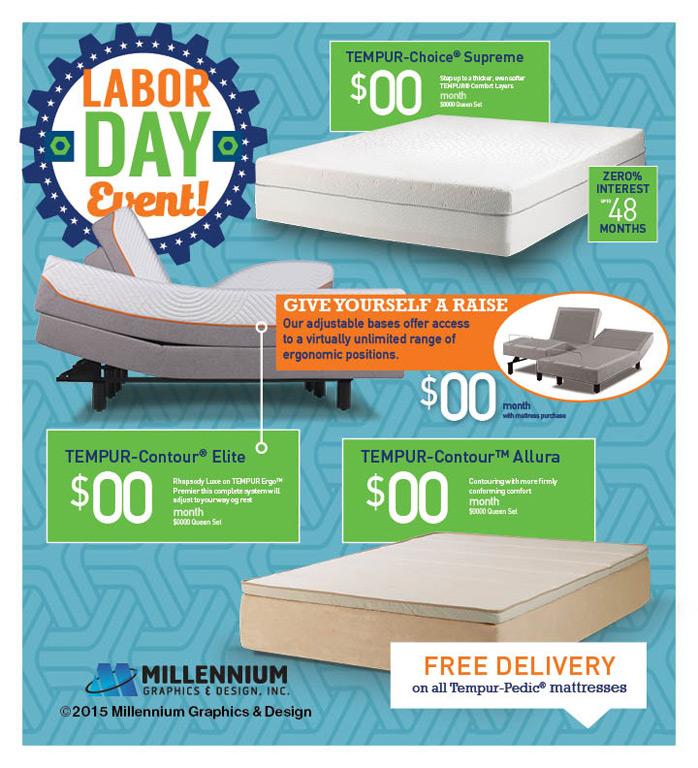 LABOR
DAY
Event!
TEMPUR-Choice® Supreme
$00
Step up to a thicker, even softer
TEMPUR® Comfort Layers
month
$0000 Queen Set
ZERO%
INTEREST
UP TO 48
MONTHS
GIVE YOURSELF A RAISE
Our adjustable bases offer access
to a virtually unlimited range of
ergonomic positions.
$00
month
with mattress purchase
TEMPUR-Contour® Elite
$00
Rhapsody Luxe on TEMPUR Ergo™
Premier this complete system will
adjust to your way og rest
month
$0000 Queen Set
TEMPUR-Contour™ Allura
$00
Contouring with more firmly
conforming comfort
month
$0000 Queen Set
MILLENNIUM
GRAPHICS & DESIGN, INC.
©2015 Millennium Graphics & Design
FREE DELIVERY
on all Tempur-Pedic® mattresses